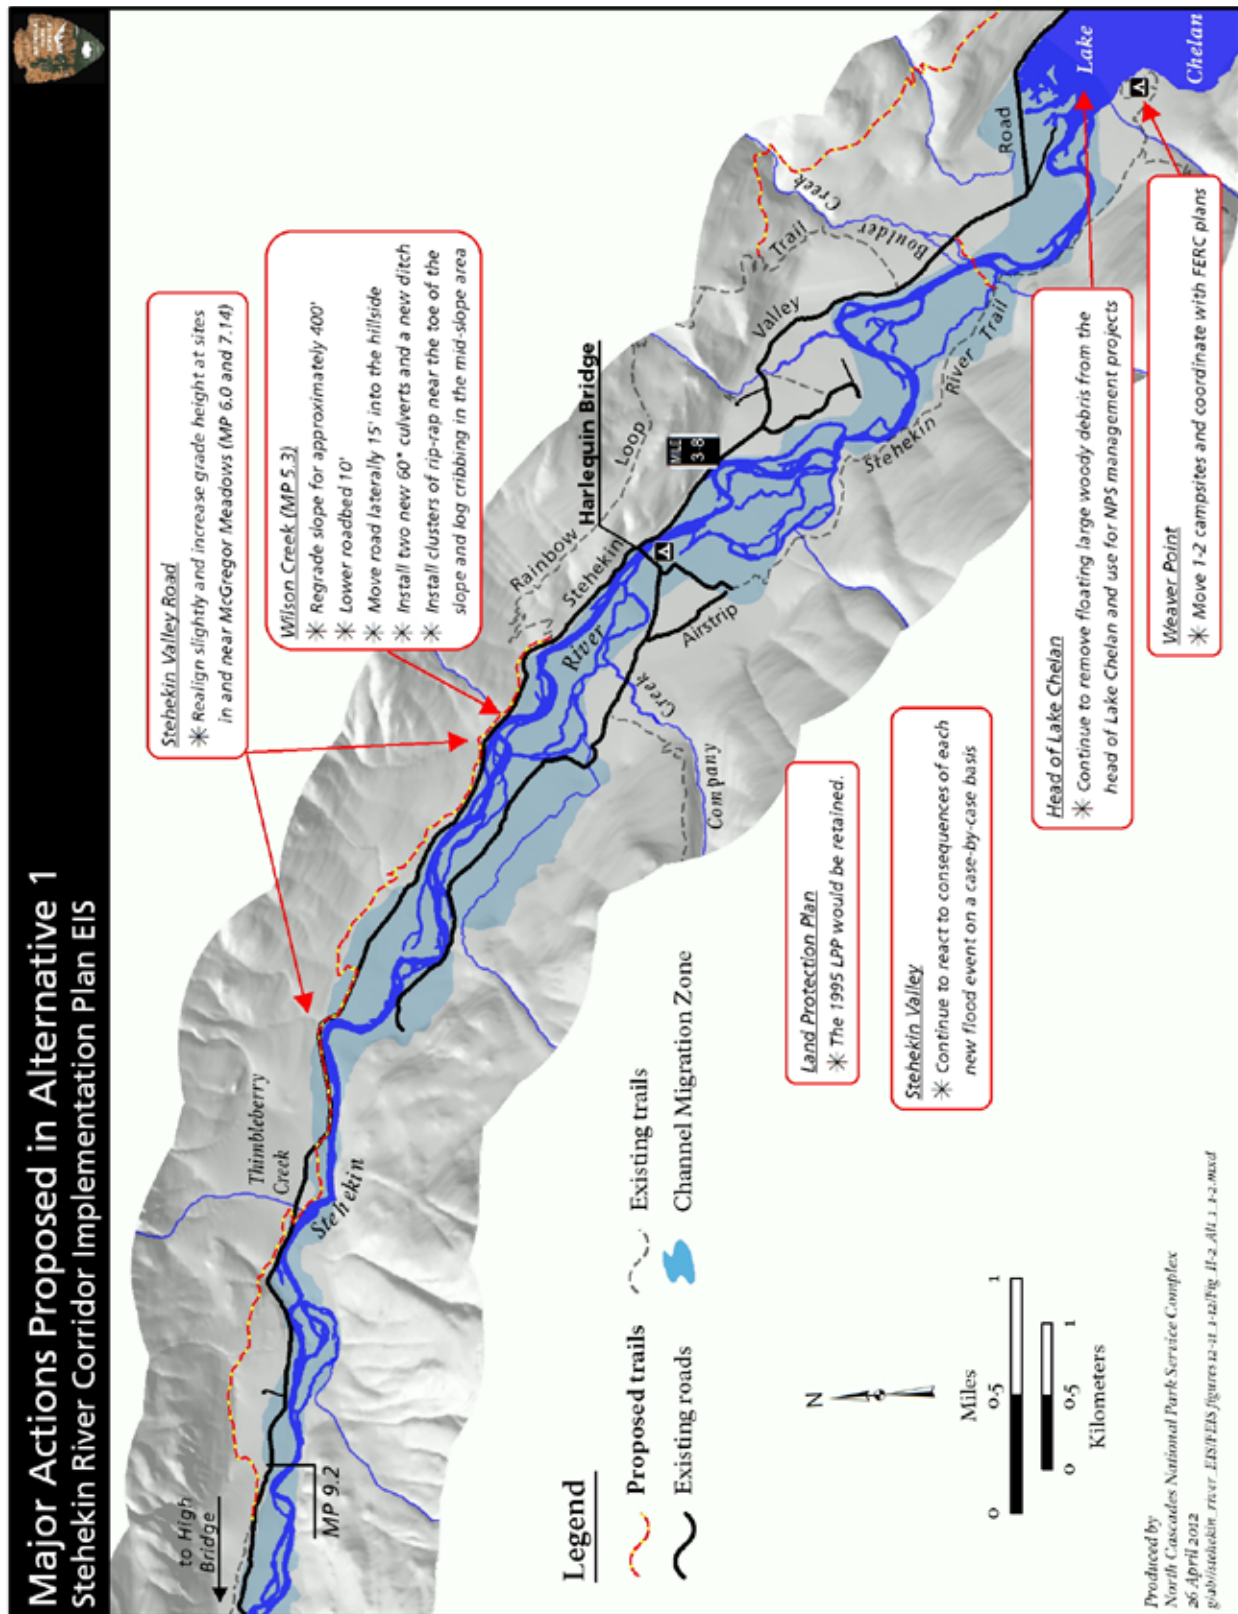 Major Actions Proposed in Alternative 1
Stehekin River Corridor Implementation Plan EIS
Stehekin Valley Road
✳ Realign slightly and increase grade height at sites
in and near McGregor Meadows (MP 6.0 and 7.14)
Wilson Creek (MP 5.3)
✳ Regrade slope for approximately 400'
✳ Lower roadbed 10'
✳ Move road laterally 15' into the hillside
✳ Install two new 60" culverts and a new ditch
✳ Install clusters of rip-rap near the toe of the
slope and log cribbing in the mid-slope area
to High
Bridge
MP 9.2
Thimbleberry
Creek
Stehekin
Rainbow
Loop
Trail
Harlequin Bridge
Stehekin
Valley
Road
River
MILE
3.8
Boulder
Creek
Airstrip
Company
Creek
Stehekin
River
Trail
Lake
Chelan
Land Protection Plan
✳ The 1995 LPP would be retained.
Stehekin Valley
✳ Continue to react to consequences of each
new flood event on a case-by-case basis
Head of Lake Chelan
✳ Continue to remove floating large woody debris from the
head of Lake Chelan and use for NPS management projects
Weaver Point
✳ Move 1-2 campsites and coordinate with FERC plans
Legend
Proposed trails
Existing trails
Existing roads
Channel Migration Zone
N
Miles
0 0.5 1
0 0.5 1
Kilometers
Produced by
North Cascades National Park Service Complex
26 April 2012